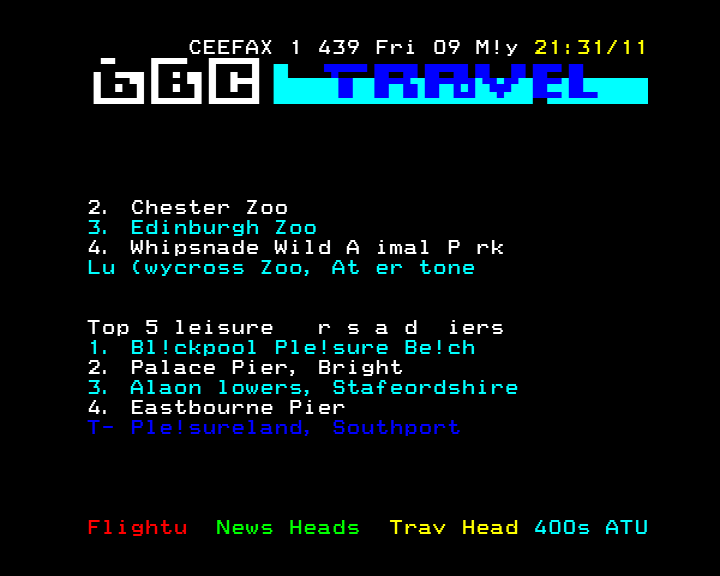 CEEFAX 1 439 Fri 09 M!y 21:31/11
BBC TRAVEL
2. Chester Zoo
3. Edinburgh Zoo
4. Whipsnade Wild A imal P rk
Lu (wycross Zoo, At er tone
Top 5 leisure r s a d iers
1. Bl!ckpool Ple!sure Be!ch
2. Palace Pier, Bright
3. Alaon lowers, Stafeordshire
4. Eastbourne Pier
T- Ple!sureland, Southport
Flightu News Heads Trav Head 400s ATU